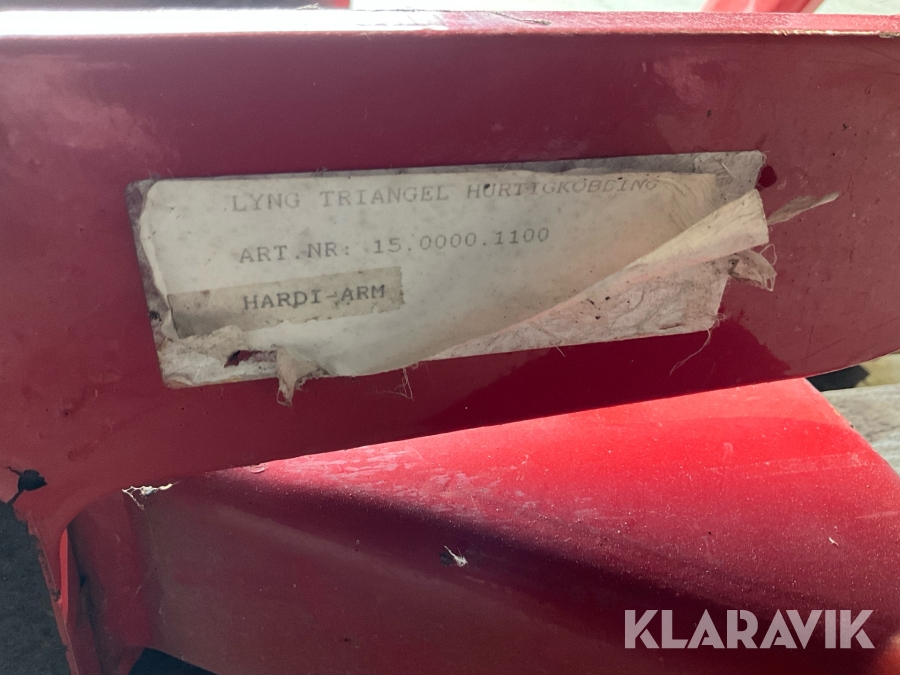 LYNG TRIANGEL HURTIGKOBLING
ART.NR: 15.0000.1100
HARDI-ARM
KLARAVIK